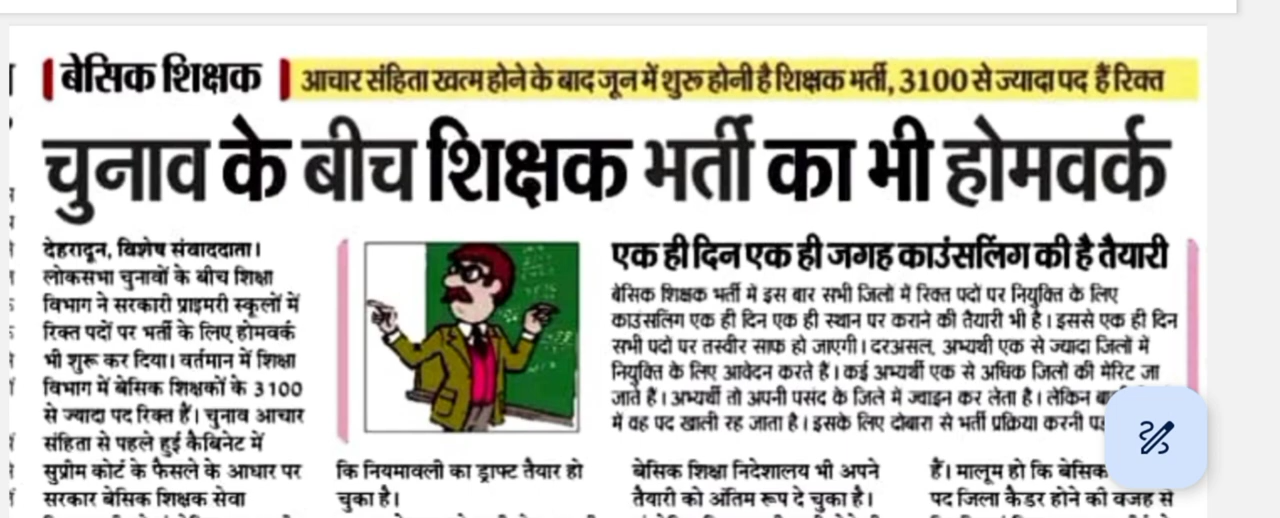 बेसिक शिक्षक
आचार संहिता खत्म होने के बाद जून में शुरू होनी है शिक्षक भर्ती, 3100 से ज्यादा पद हैं रिक्त
चुनाव के बीच शिक्षक भर्ती का भी होमवर्क
देहरादून, विशेष संवाददाता।
लोकसभा चुनावों के बीच शिक्षा
विभाग ने सरकारी प्राइमरी स्कूलों में
रिक्त पदों पर भर्ती के लिए होमवर्क
भी शुरू कर दिया। वर्तमान में शिक्षा
विभाग में बेसिक शिक्षकों के 3100
से ज्यादा पद रिक्त हैं। चुनाव आचार
संहिता से पहले हुई कैबिनेट में
सुप्रीम कोर्ट के फैसले के आधार पर
सरकार बेसिक शिक्षक सेवा
एक ही दिन एक ही जगह काउंसलिंग की है तैयारी
बेसिक शिक्षक भर्ती में इस बार सभी जिलों में रिक्त पदों पर नियुक्ति के लिए
काउंसलिंग एक ही दिन एक ही स्थान पर कराने की तैयारी भी है। इससे एक ही दिन
सभी पदों पर तस्वीर साफ हो जाएगी। दरअसल, अभ्यर्थी एक से ज्यादा जिलों में
नियुक्ति के लिए आवेदन करते हैं। कई अभ्यर्थी एक से अधिक जिलों की मेरिट जा
जाते हैं। अभ्यर्थी तो अपनी पसंद के जिले में ज्वाइन कर लेता है। लेकिन
में वह पद खाली रह जाता है। इसके लिए दोबारा से भर्ती प्रक्रिया करनी
कि नियमावली का ड्राफ्ट तैयार हो
चुका है।
बेसिक शिक्षा निदेशालय भी अपने
तैयारी को अंतिम रूप दे चुका है।
हैं। मालूम हो कि बेसिक
पद जिला कैडर होने की वजह से